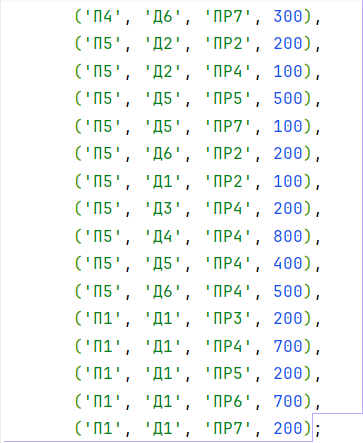 ('П4', 'Д6', 'ПР7', 300),
('П5', 'Д2', 'ПР2', 200),
('П5', 'Д2', 'ПР4', 100),
('П5', 'Д5', 'ПР5', 500),
('П5', 'Д5', 'ПР7', 100),
('П5', 'Д6', 'ПР2', 200),
('П5', 'Д1', 'ПР2', 100),
('П5', 'Д3', 'ПР4', 200),
('П5', 'Д4', 'ПР4', 800),
('П5', 'Д5', 'ПР4', 400),
('П5', 'Д6', 'ПР4', 500),
('П1', 'Д1', 'ПР3', 200),
('П1', 'Д1', 'ПР4', 700),
('П1', 'Д1', 'ПР5', 200),
('П1', 'Д1', 'ПР6', 700),
('П1', 'Д1', 'ПР7', 200);